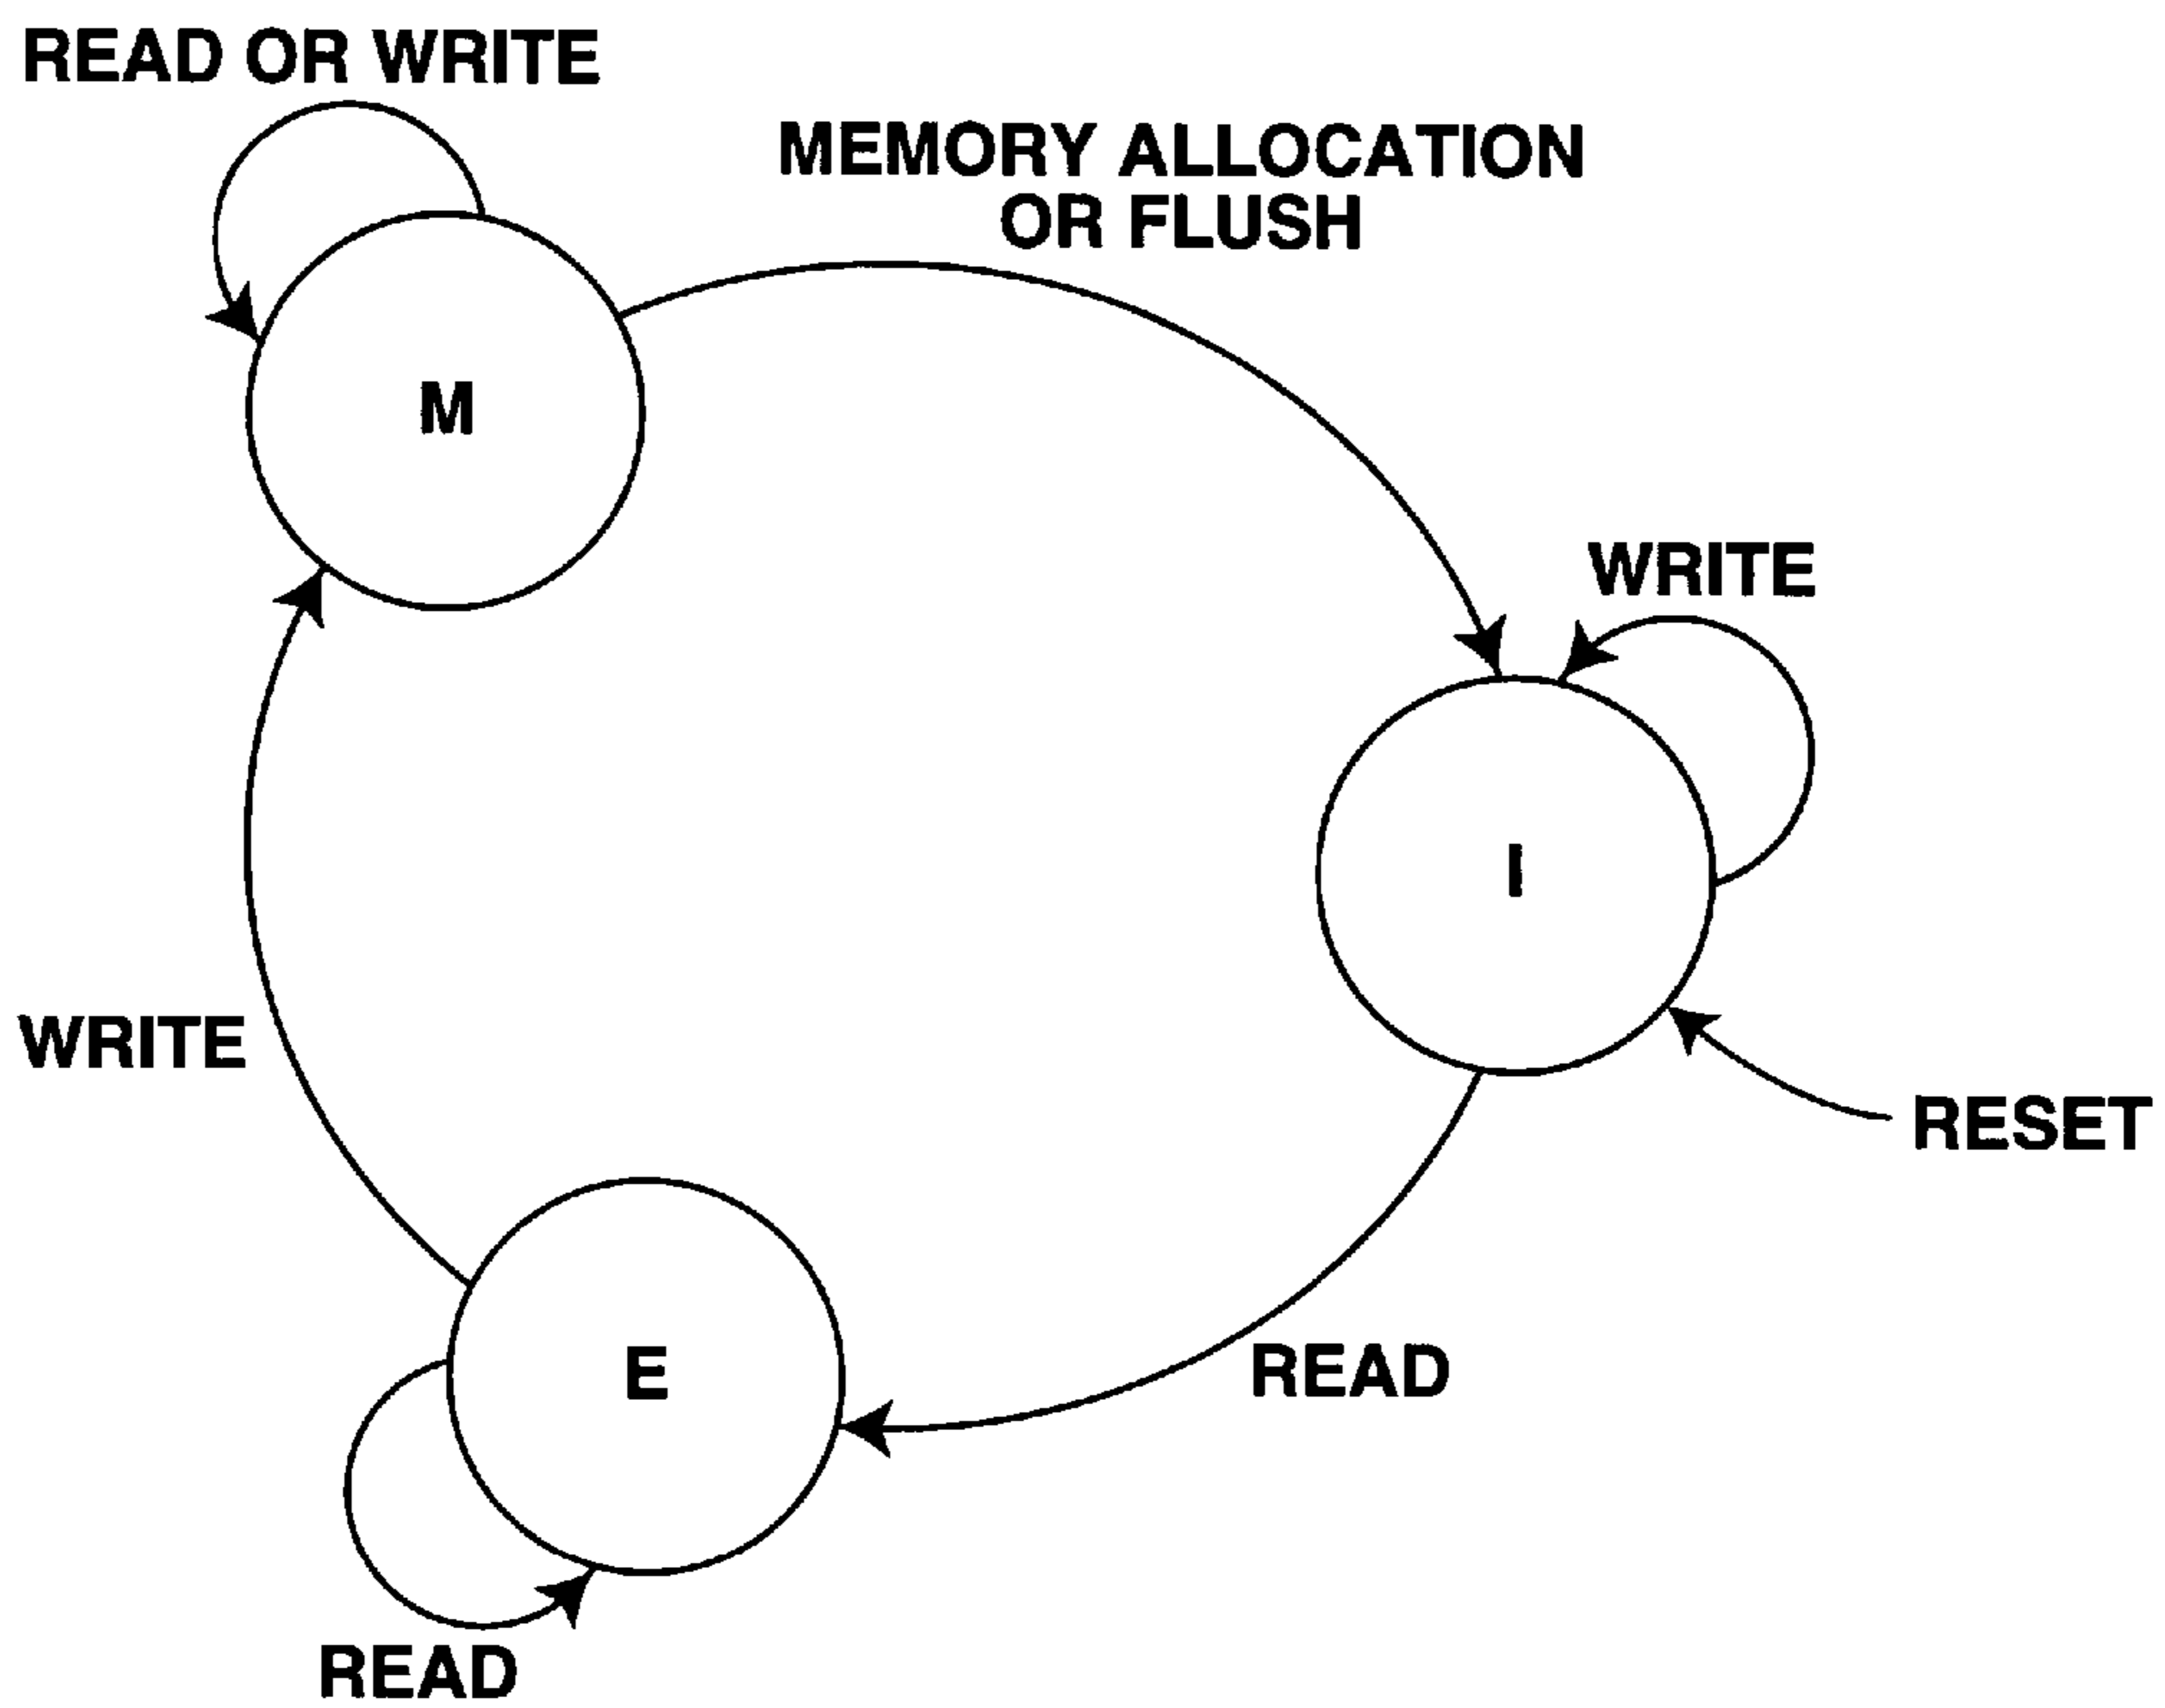 READ OR WRITE
MEMORY ALLOCATION
OR FLUSH
M
WRITE
I
WRITE
RESET
E
READ
READ